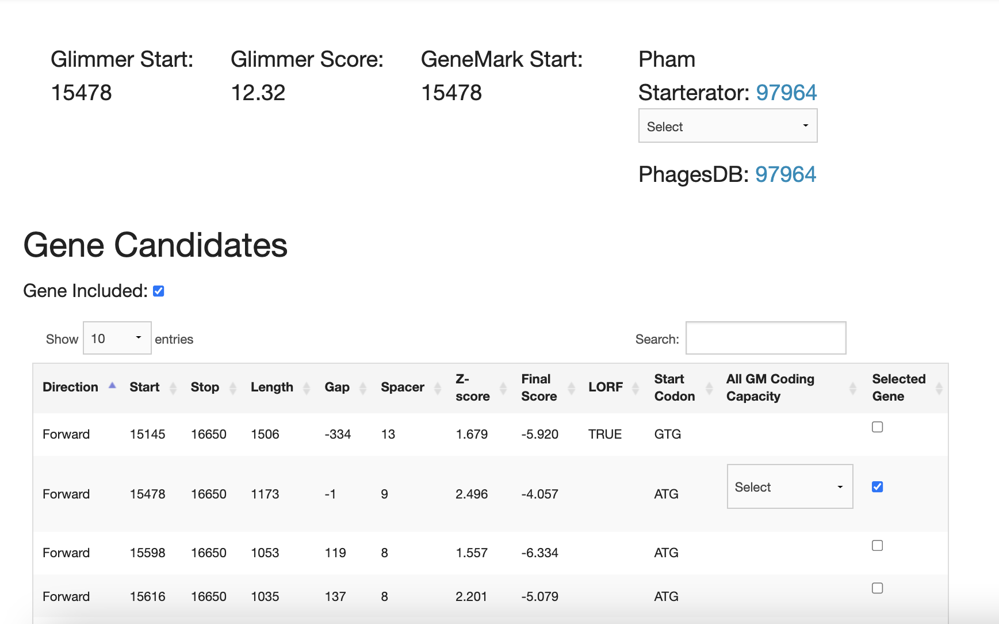 Glimmer Start: Glimmer Score: GeneMark Start: Pham
15478 12.32 15478 Starterator: 97964
Select
PhagesDB: 97964
Gene Candidates
Gene Included:
Show 10 entries Search:
Direction Start Stop Length Gap Spacer Z-score Final Score LORF Start Codon All GM Coding Capacity Selected Gene
Forward 15145 16650 1506 -334 13 1.679 -5.920 TRUE GTG
Forward 15478 16650 1173 -1 9 2.496 -4.057 ATG Select
Forward 15598 16650 1053 119 8 1.557 -6.334 ATG
Forward 15616 16650 1035 137 8 2.201 -5.079 ATG